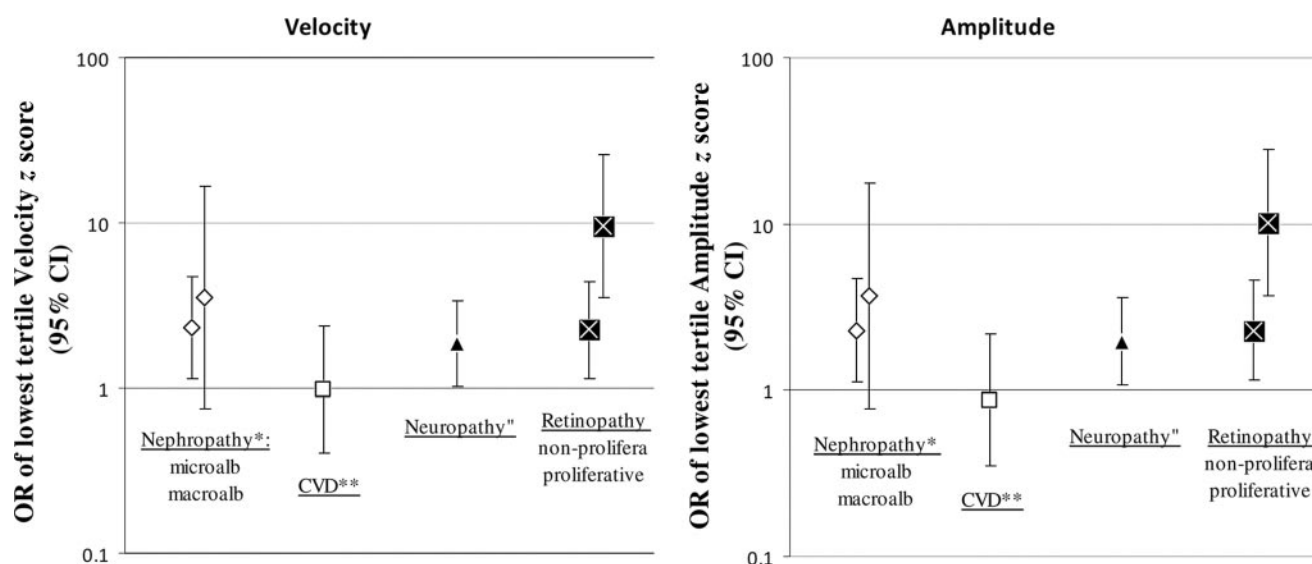 Velocity
OR of lowest tertile Velocity z score
(95% CI)
100
10
1
0.1
Nephropathy*:
microalb
macroalb
CVD**
Neuropathy"
Retinopathy
non-prolifera
proliferative
Amplitude
OR of lowest tertile Amplitude z score
(95% CI)
100
10
1
0.1
Nephropathy*
microalb
macroalb
CVD**
Neuropathy"
Retinopathy
non-prolifera
proliferative